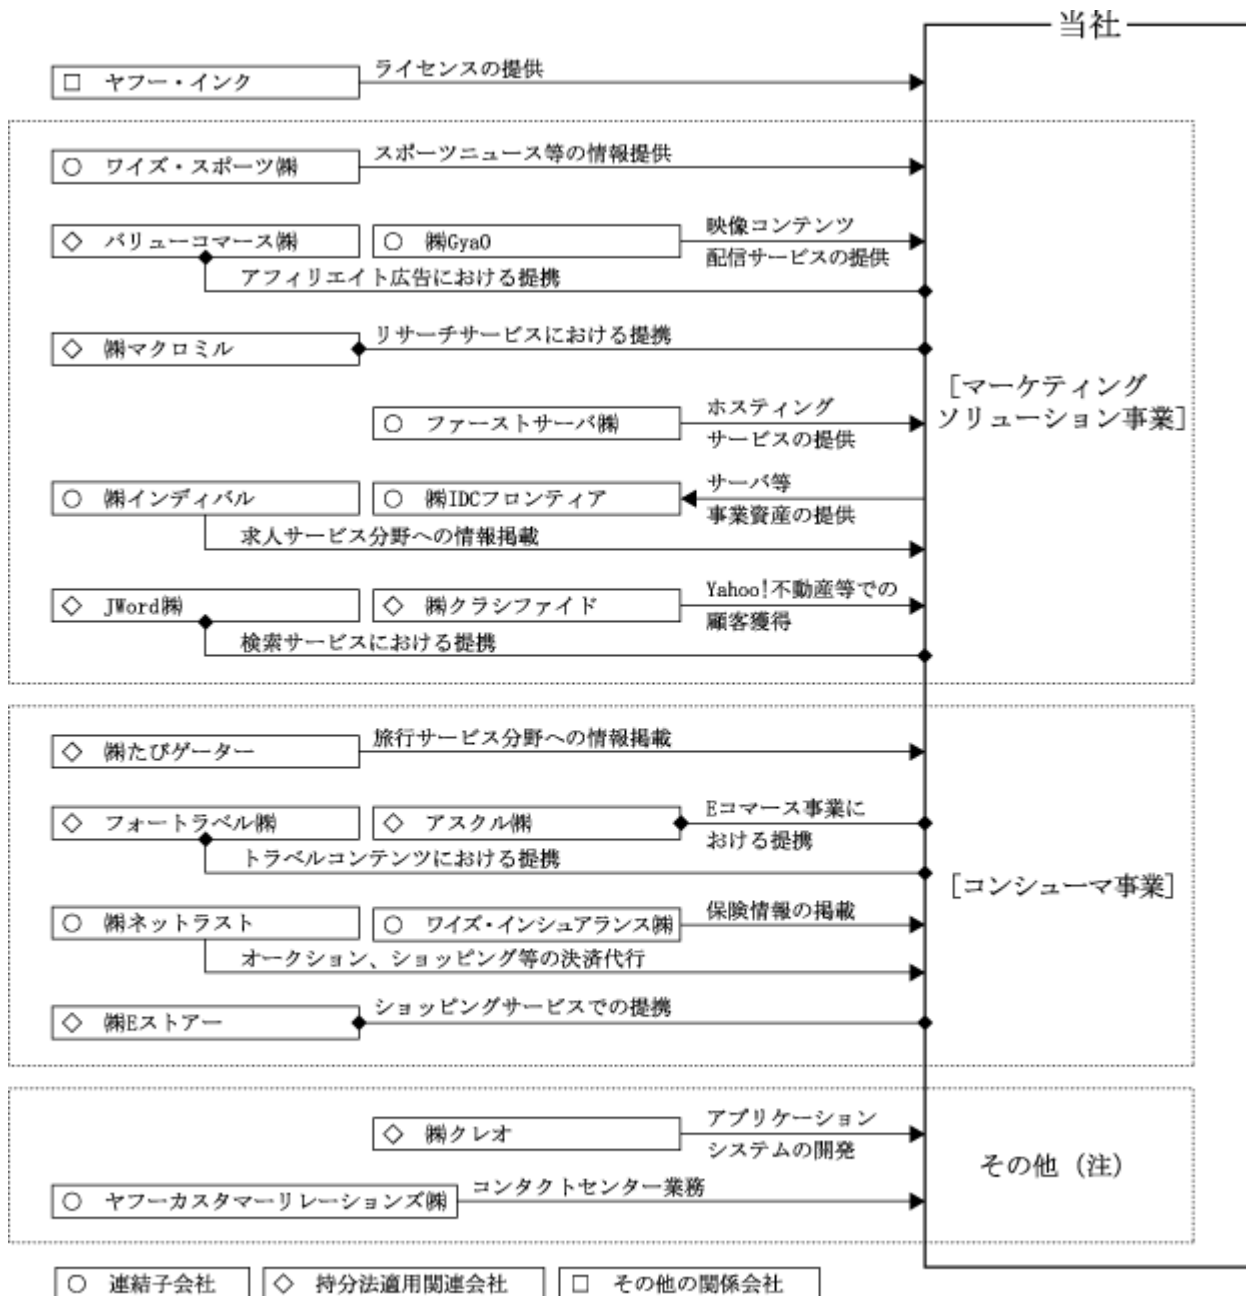 当社
□ ヤフー・インク
ライセンスの提供
○ ワイズ・スポーツ㈱
スポーツニュース等の情報提供
◇ バリューコマース㈱
○ ㈱GyaO
映像コンテンツ
配信サービスの提供
アフィリエイト広告における提携
◇ ㈱マクロミル
リサーチサービスにおける提携
[マーケティング
ソリューション事業]
○ ファーストサーバ㈱
ホスティング
サービスの提供
○ ㈱インディバル
○ ㈱IDCフロンティア
サーバ等
事業資産の提供
求人サービス分野への情報掲載
◇ JWord㈱
◇ ㈱クラシファイド
Yahoo!不動産等での
顧客獲得
検索サービスにおける提携
◇ ㈱たびゲーター
旅行サービス分野への情報掲載
◇ フォートラベル㈱
◇ アスクル㈱
Eコマース事業に
おける提携
トラベルコンテンツにおける提携
[コンシューマ事業]
○ ㈱ネットラスト
○ ワイズ・インシュアランス㈱
保険情報の掲載
オークション、ショッピング等の決済代行
◇ ㈱Eストアー
ショッピングサービスでの提携
◇ ㈱クレオ
アプリケーション
システムの開発
その他（注）
○ ヤフーカスタマーリレーションズ㈱
コンタクトセンター業務
○ 連結子会社
◇ 持分法適用関連会社
□ その他の関係会社